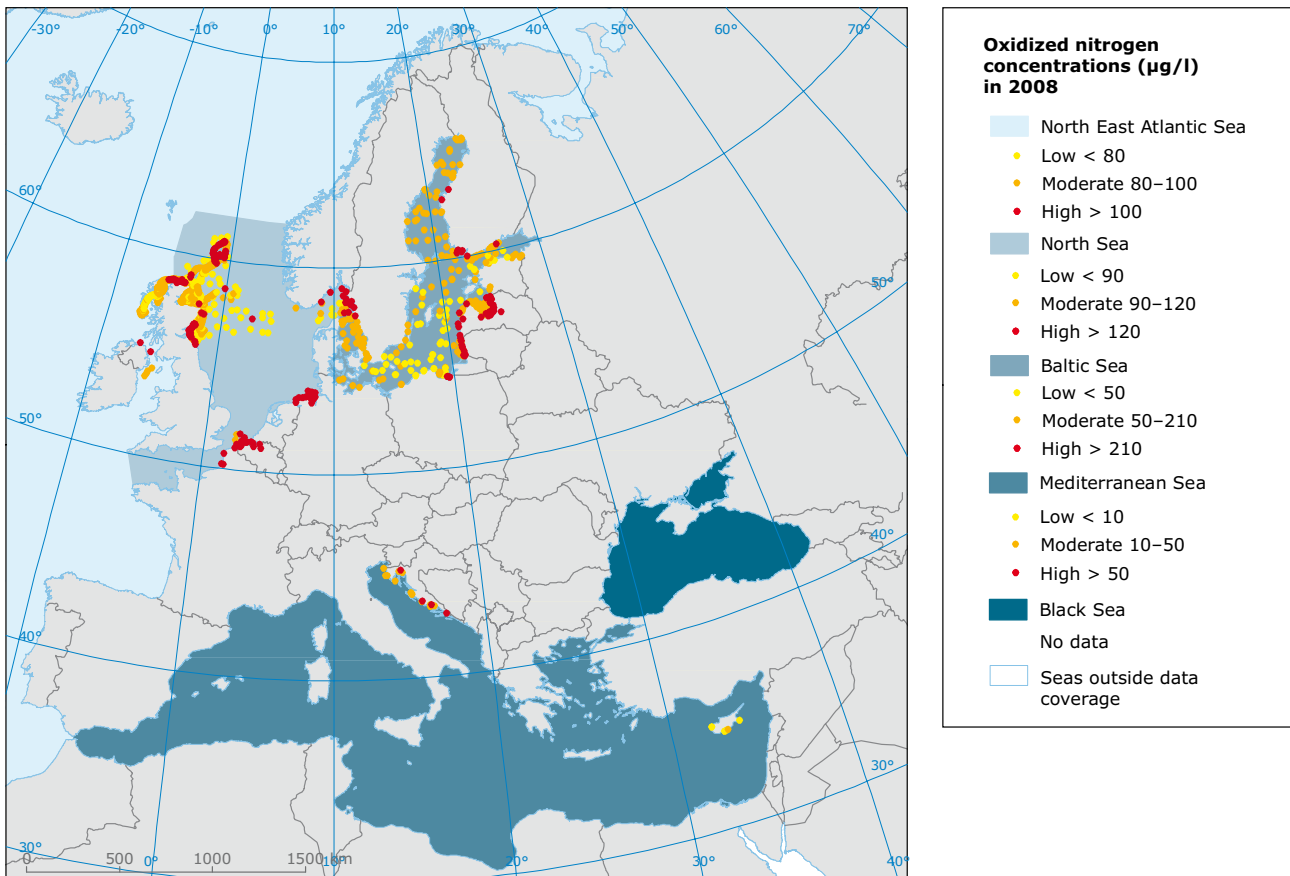 -30°
-20°
-10°
0°
10°
20°
30°
60°
70°
60°
50°
50°
40°
40°
30°
30°
0°
10°
20°
30°
40°
0
500
1000
1500 km
Oxidized nitrogen
concentrations (µg/l)
in 2008
North East Atlantic Sea
Low < 80
Moderate 80–100
High > 100
North Sea
Low < 90
Moderate 90–120
High > 120
Baltic Sea
Low < 50
Moderate 50–210
High > 210
Mediterranean Sea
Low < 10
Moderate 10–50
High > 50
Black Sea
No data
Seas outside data
coverage